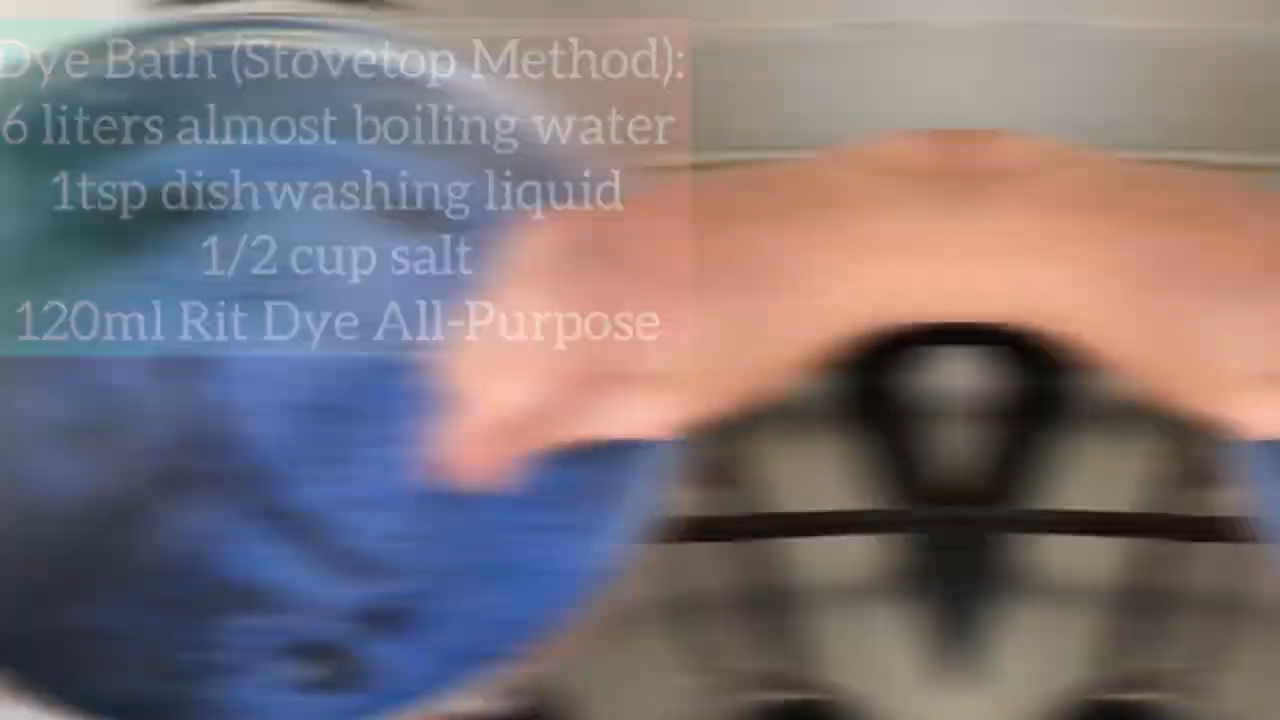 Dye Bath (Stovetop Method):
6 liters almost boiling water
1tsp dishwashing liquid
1/2 cup salt
120ml Rit Dye All-Purpose